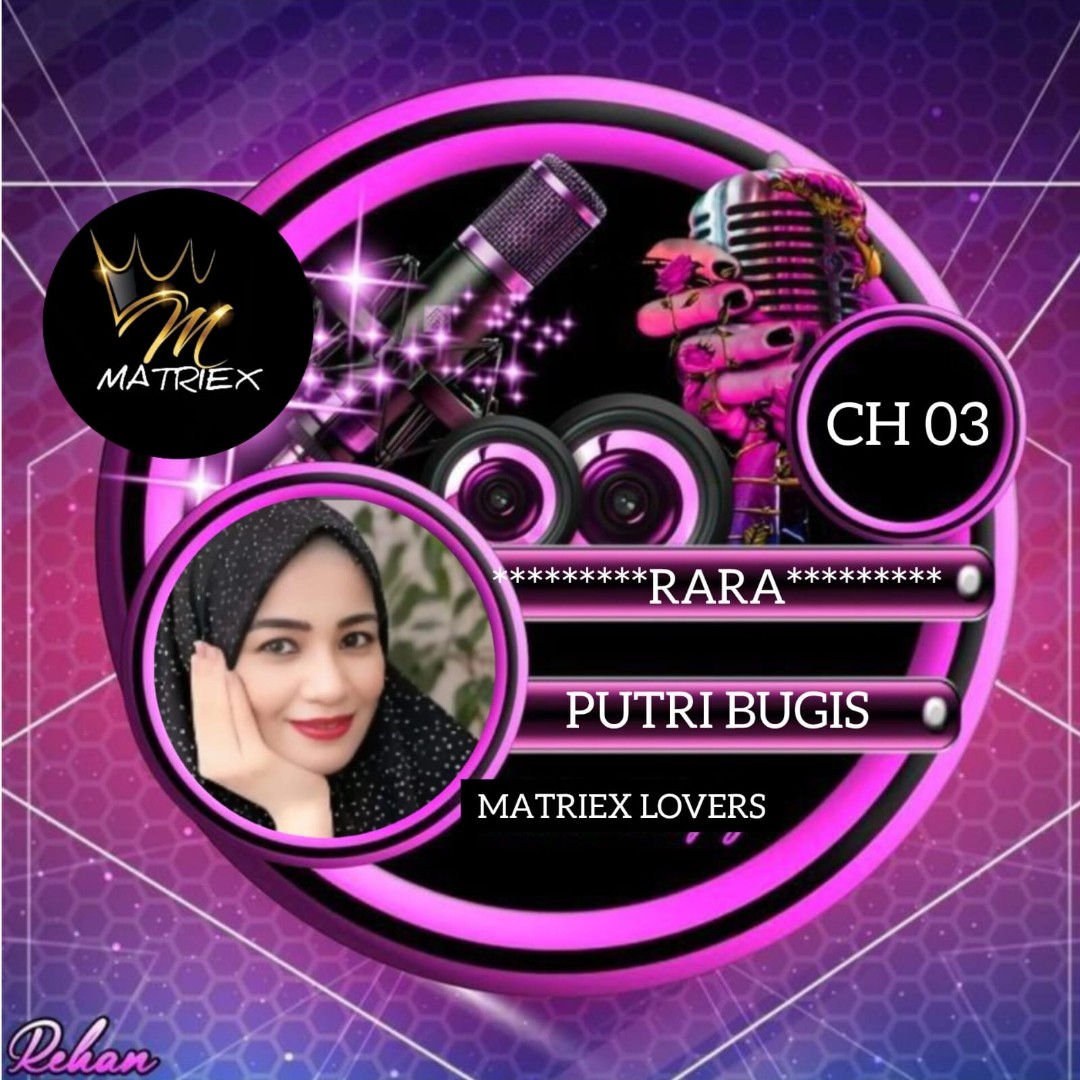 M
MATRIEX
CH 03
*********RARA*********
PUTRI BUGIS
MATRIEX LOVERS
Rehan